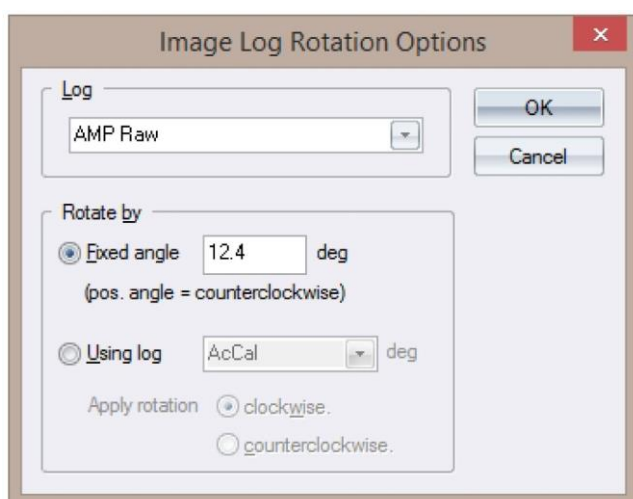 Image Log Rotation Options
Log
AMP Raw
OK
Cancel
Rotate by
Fixed angle 12.4 deg
(pos. angle = counterclockwise)
Using log AcCal deg
Apply rotation clockwise.
counterclockwise.